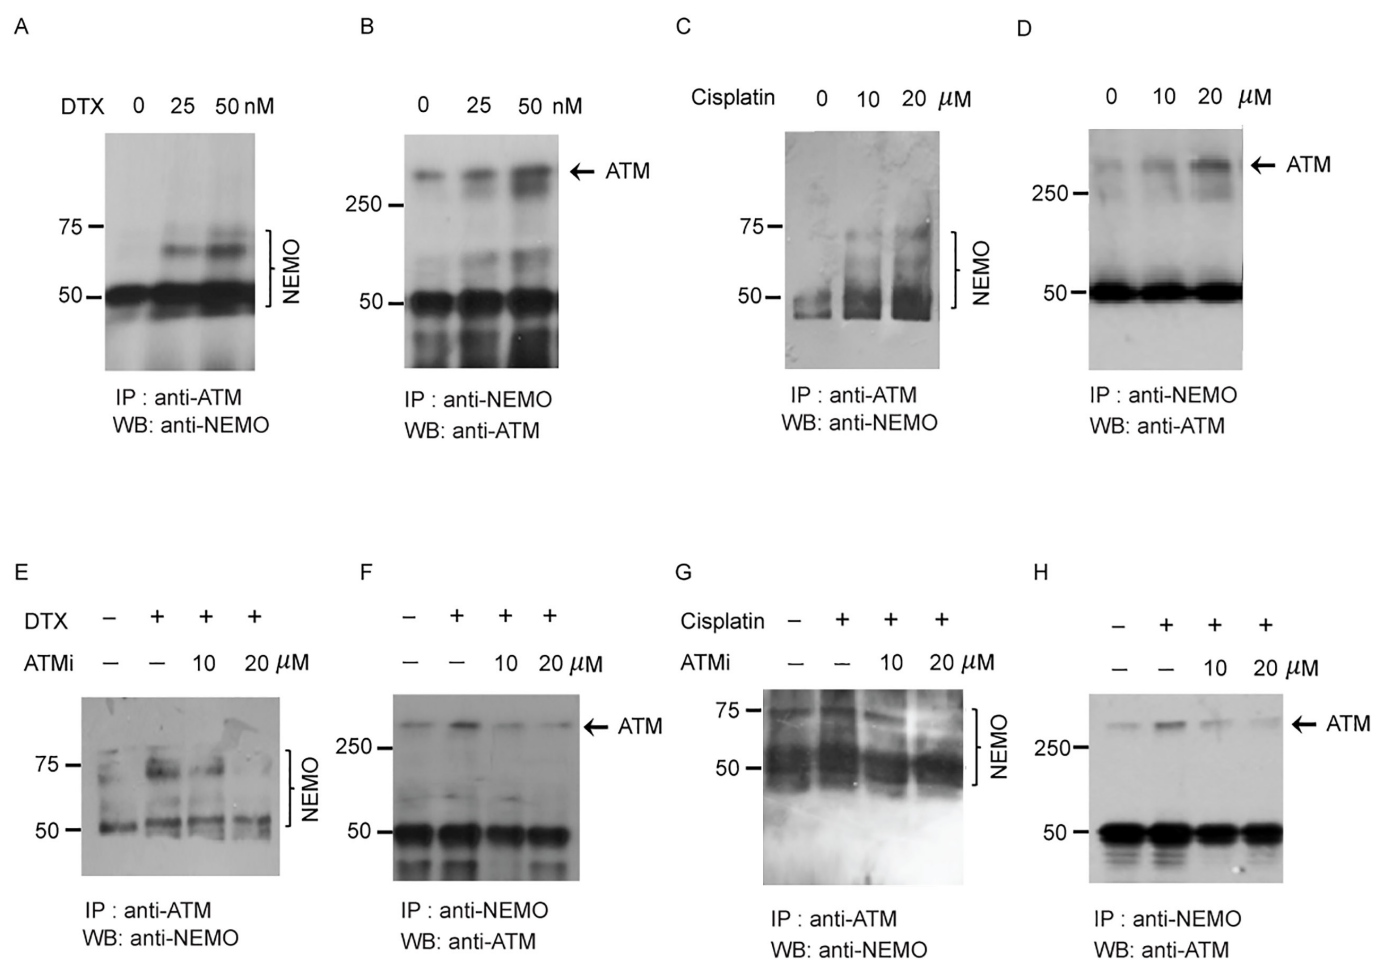 A
B
C
D
DTX 0 25 50 nM
0 25 50 nM
Cisplatin 0 10 20 μM
0 10 20 μM
75
50
NEMO
250
50
← ATM
75
50
NEMO
250
50
← ATM
IP : anti-ATM
WB: anti-NEMO
IP : anti-NEMO
WB: anti-ATM
IP : anti-ATM
WB: anti-NEMO
IP : anti-NEMO
WB: anti-ATM
E
F
G
H
DTX – + + +
ATMi – – 10 20 μM
– + + +
– – 10 20 μM
Cisplatin – + + +
ATMi – – 10 20 μM
– + + +
– – 10 20 μM
75
50
NEMO
250
50
← ATM
75
50
NEMO
250
50
← ATM
IP : anti-ATM
WB: anti-NEMO
IP : anti-NEMO
WB: anti-ATM
IP : anti-ATM
WB: anti-NEMO
IP : anti-NEMO
WB: anti-ATM